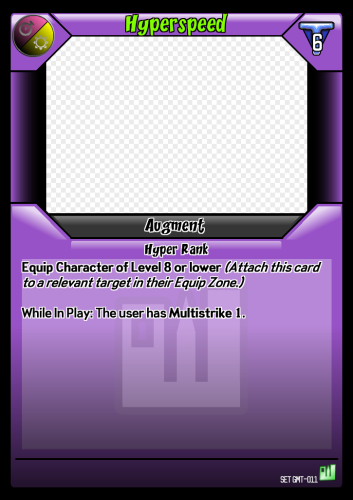 Hyperspeed
6
Augment
Hyper Rank
Equip Character of Level 8 or lower (Attach this card
to a relevant target in their Equip Zone.)
While In Play: The user has Multistrike 1.
SET GMT-011